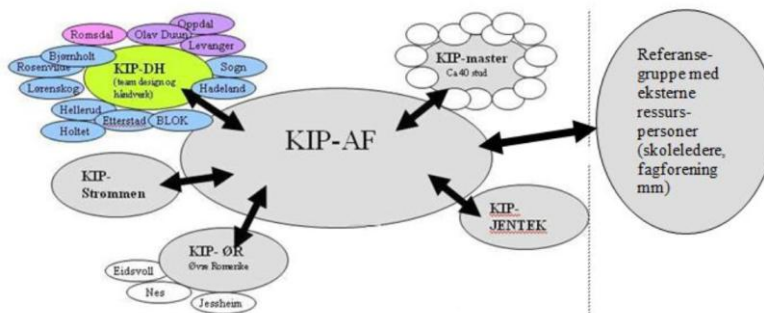 Oppdal
Romsdal
Olav Duun
Levanger
Bjørnholt
Rosenvilde
Lørenskog
KIP-DH
(team design og
håndverk)
Sogn
Hadeland
Hellerud
Etterstad
BLOK
Holtet
KIP-master
Ca 40 stud
Referanse-
gruppe med
eksterne
ressurs-
personer
(skoleledere,
fagforening
mm)
KIP-AF
KIP-
Strømmen
KIP-
JENTEK
KIP- ØR
Øvre Romerike
Eidsvoll
Nes
Jessheim